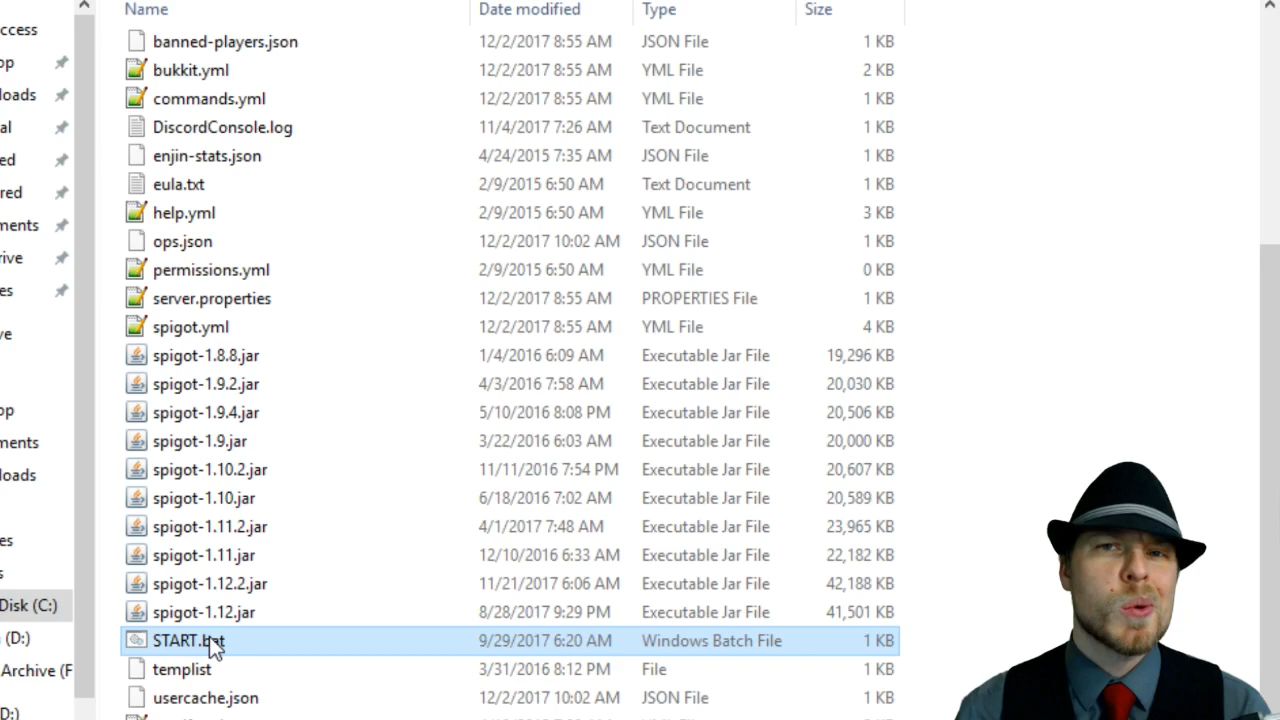 Name Date modified Type Size
ccess
banned-players.json 12/2/2017 8:55 AM JSON File 1 KB
op bukkit.yml 12/2/2017 8:55 AM YML File 2 KB
loads commands.yml 12/2/2017 8:55 AM YML File 1 KB
al DiscordConsole.log 11/4/2017 7:26 AM Text Document 1 KB
ed enjin-stats.json 4/24/2015 7:35 AM JSON File 1 KB
red eula.txt 2/9/2015 6:50 AM Text Document 1 KB
ments help.yml 2/9/2015 6:50 AM YML File 3 KB
rive ops.json 12/2/2017 10:02 AM JSON File 1 KB
permissions.yml 2/9/2015 6:50 AM YML File 0 KB
es server.properties 12/2/2017 8:55 AM PROPERTIES File 1 KB
ve spigot.yml 12/2/2017 8:55 AM YML File 4 KB
spigot-1.8.8.jar 1/4/2016 6:09 AM Executable Jar File 19,296 KB
spigot-1.9.2.jar 4/3/2016 7:58 AM Executable Jar File 20,030 KB
op spigot-1.9.4.jar 5/10/2016 8:08 PM Executable Jar File 20,506 KB
ments spigot-1.9.jar 3/22/2016 6:03 AM Executable Jar File 20,000 KB
loads spigot-1.10.2.jar 11/11/2016 7:54 PM Executable Jar File 20,607 KB
spigot-1.10.jar 6/18/2016 7:02 AM Executable Jar File 20,589 KB
es spigot-1.11.2.jar 4/1/2017 7:48 AM Executable Jar File 23,965 KB
spigot-1.11.jar 12/10/2016 6:33 AM Executable Jar File 22,182 KB
s spigot-1.12.2.jar 11/21/2017 6:06 AM Executable Jar File 42,188 KB
Disk (C:) spigot-1.12.jar 8/28/2017 9:29 PM Executable Jar File 41,501 KB
(D:) START.bat 9/29/2017 6:20 AM Windows Batch File 1 KB
Archive (F templist 3/31/2016 8:12 PM File 1 KB
usercache.json 12/2/2017 10:02 AM JSON File 1 KB
D:)